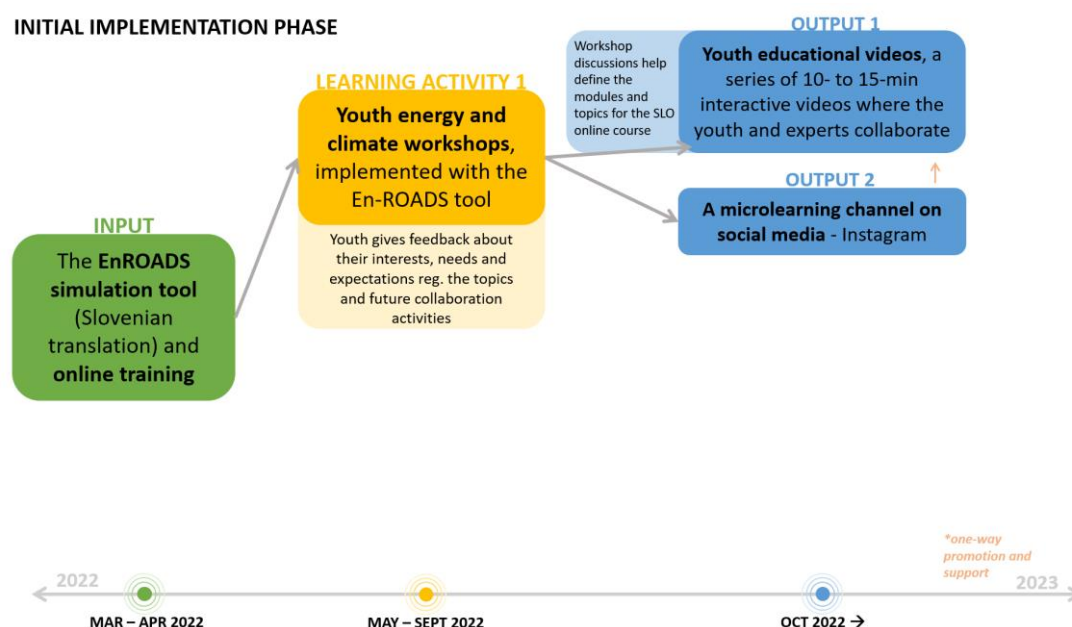 INITIAL IMPLEMENTATION PHASE
INPUT
The EnROADS
simulation tool
(Slovenian
translation) and
online training
LEARNING ACTIVITY 1
Youth energy and
climate workshops,
implemented with the
En-ROADS tool
Youth gives feedback about
their interests, needs and
expectations reg. the topics
and future collaboration
activities
Workshop
discussions help
define the
modules and
topics for the SLO
online course
OUTPUT 1
Youth educational videos, a
series of 10- to 15-min
interactive videos where the
youth and experts collaborate
OUTPUT 2
A microlearning channel on
social media - Instagram
*one-way
promotion and
support
2022
2023
MAR – APR 2022
MAY – SEPT 2022
OCT 2022 →